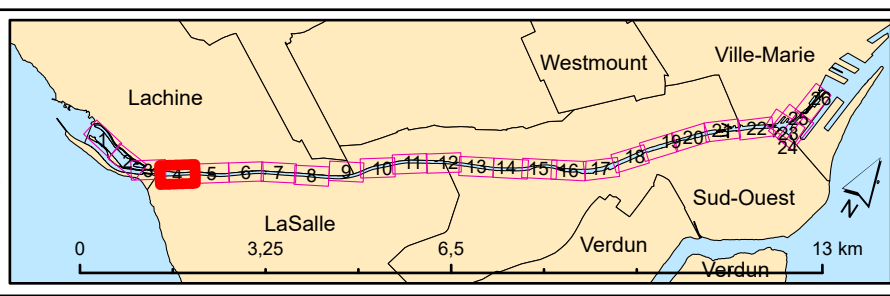 Ville-Marie
Westmount
Lachine
1
2
3
4
5
6
7
8
9
10
11
12
13
14
15
16
17
18
19
20
21
22
23
24
25
26
Sud-Ouest
LaSalle
Verdun
Verdun
N
0 3,25 6,5 13 km